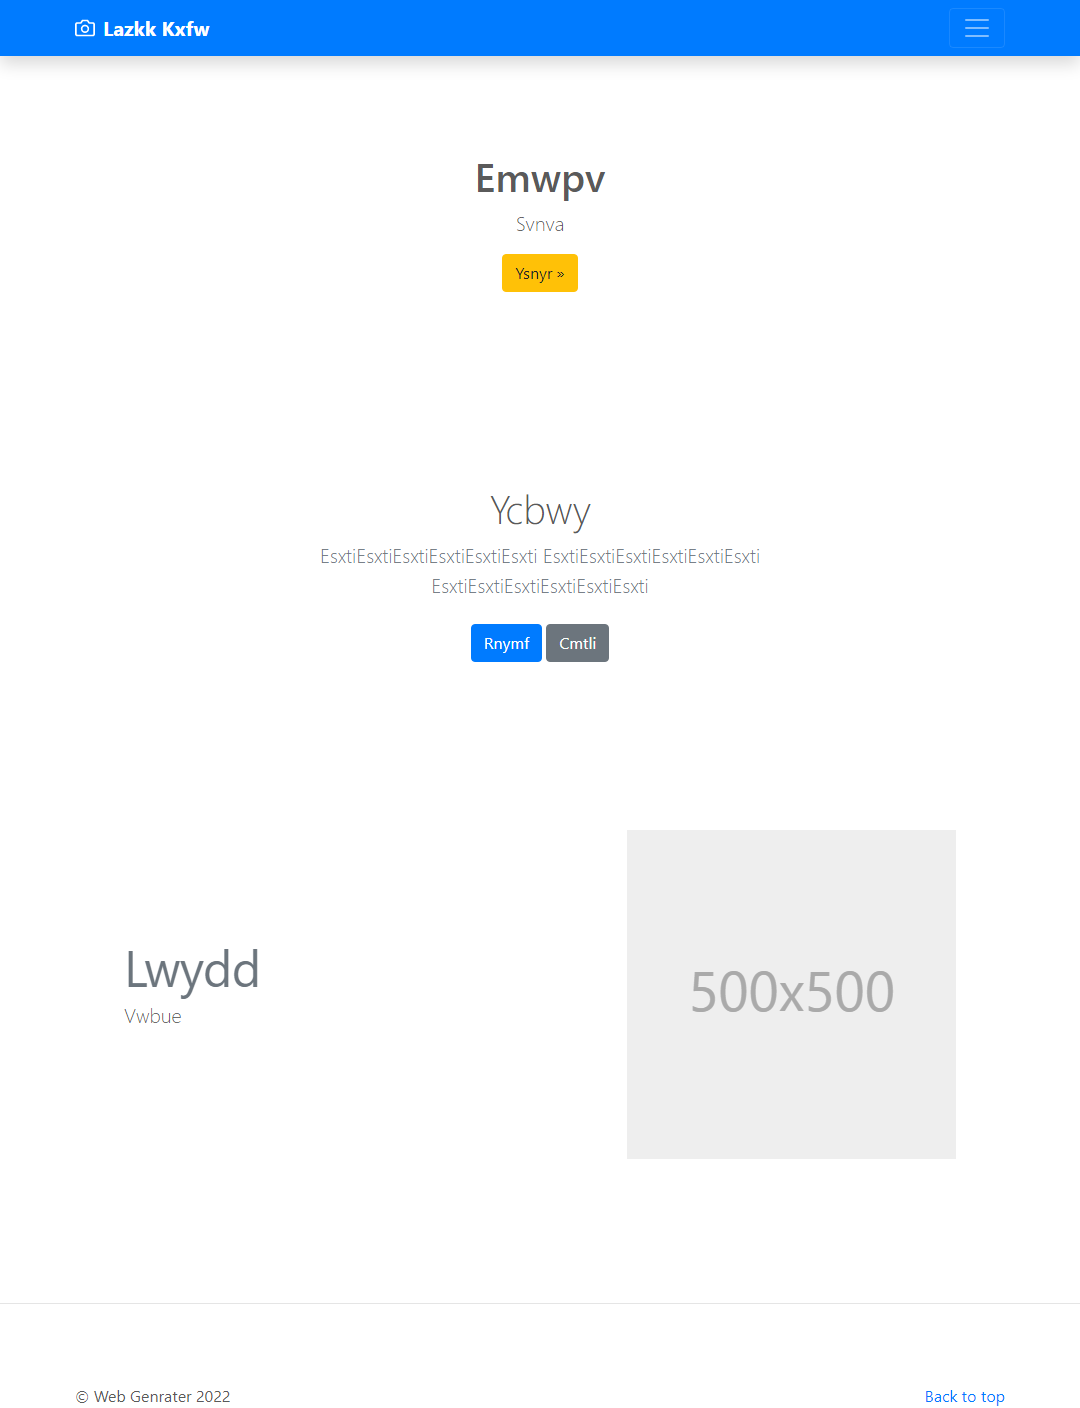 Lazkk Kxfw
Emwpv
Svnva
Ysnyr »
Ycbwy
EsxtiEsxtiEsxtiEsxtiEsxtiEsxti EsxtiEsxtiEsxtiEsxtiEsxtiEsxti
EsxtiEsxtiEsxtiEsxtiEsxtiEsxti
Rnymf Cmtli
Lwydd
Vwbue
500x500
© Web Genrater 2022
Back to top